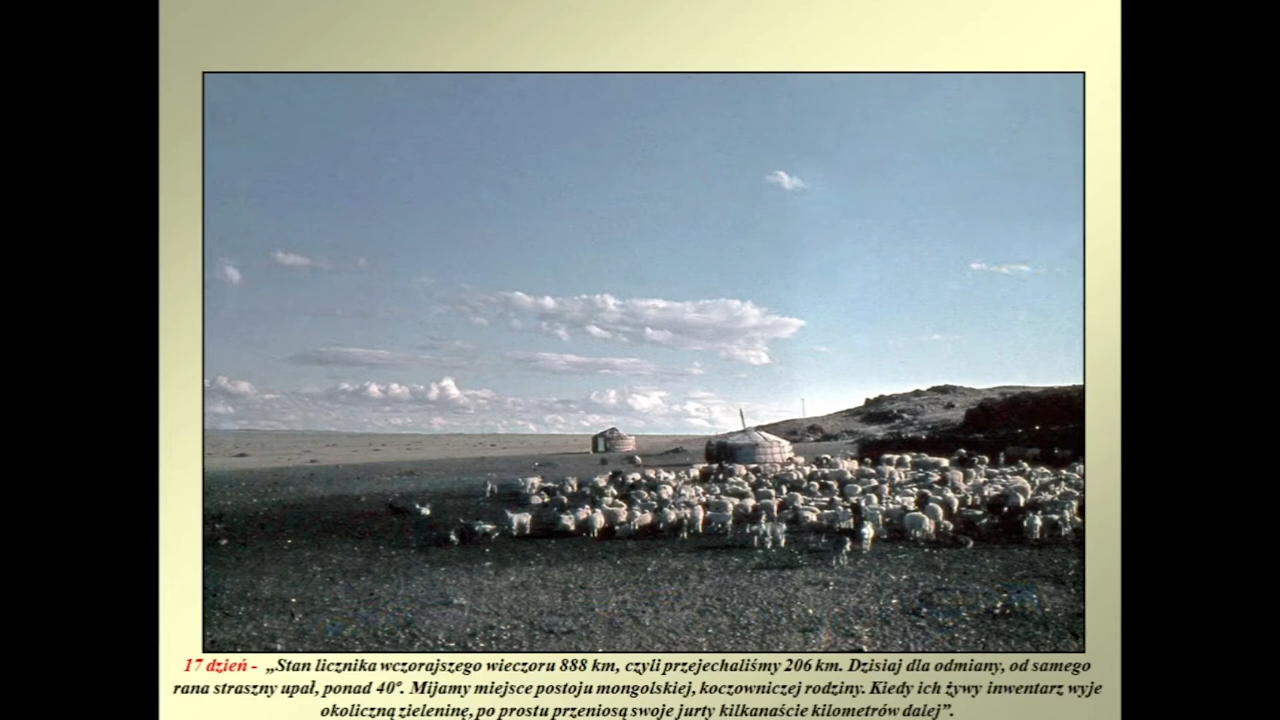 17 dzień - „Stan licznika wczorajszego wieczoru 888 km, czyli przejechaliśmy 206 km. Dzisiaj dla odmiany, od samego
rana straszny upał, ponad 40°. Mijamy miejsce postoju mongolskiej, koczowniczej rodziny. Kiedy ich żywy inwentarz wyje
okoliczną zieleninę, po prostu przeniosą swoje jurty kilkanaście kilometrów dalej”.